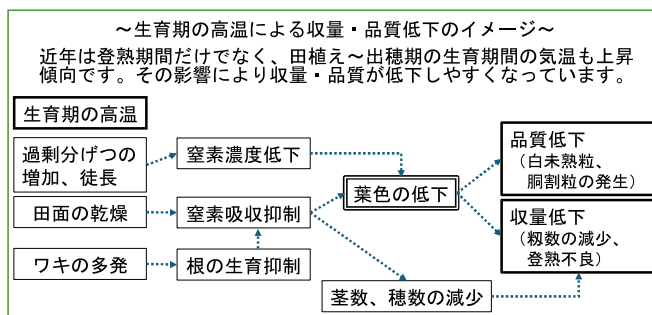 ～生育期の高温による収量・品質低下のイメージ～
近年は登熟期間だけでなく、田植え～出穂期の生育期間の気温も上昇
傾向です。その影響により収量・品質が低下しやすくなっています。
生育期の高温
過剰分げつの
増加、徒長
窒素濃度低下
田面の乾燥
窒素吸収抑制
ワキの多発
根の生育抑制
葉色の低下
茎数、穂数の減少
品質低下
（白未熟粒、
胴割粒の発生）
収量低下
（籾数の減少、
登熟不良）